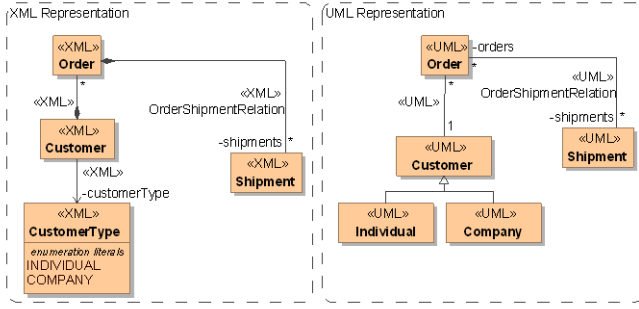 XML Representation
«XML»
Order
*
«XML»
«XML»
OrderShipmentRelation
«XML»
Customer
-shipments
*
«XML»
Shipment
«XML»
-customerType
«XML»
CustomerType
enumeration literals
INDIVIDUAL
COMPANY
UML Representation
«UML»
Order
-orders
*
*
«UML»
«UML»
OrderShipmentRelation
1
-shipments
*
«UML»
Customer
«UML»
Shipment
«UML»
Individual
«UML»
Company